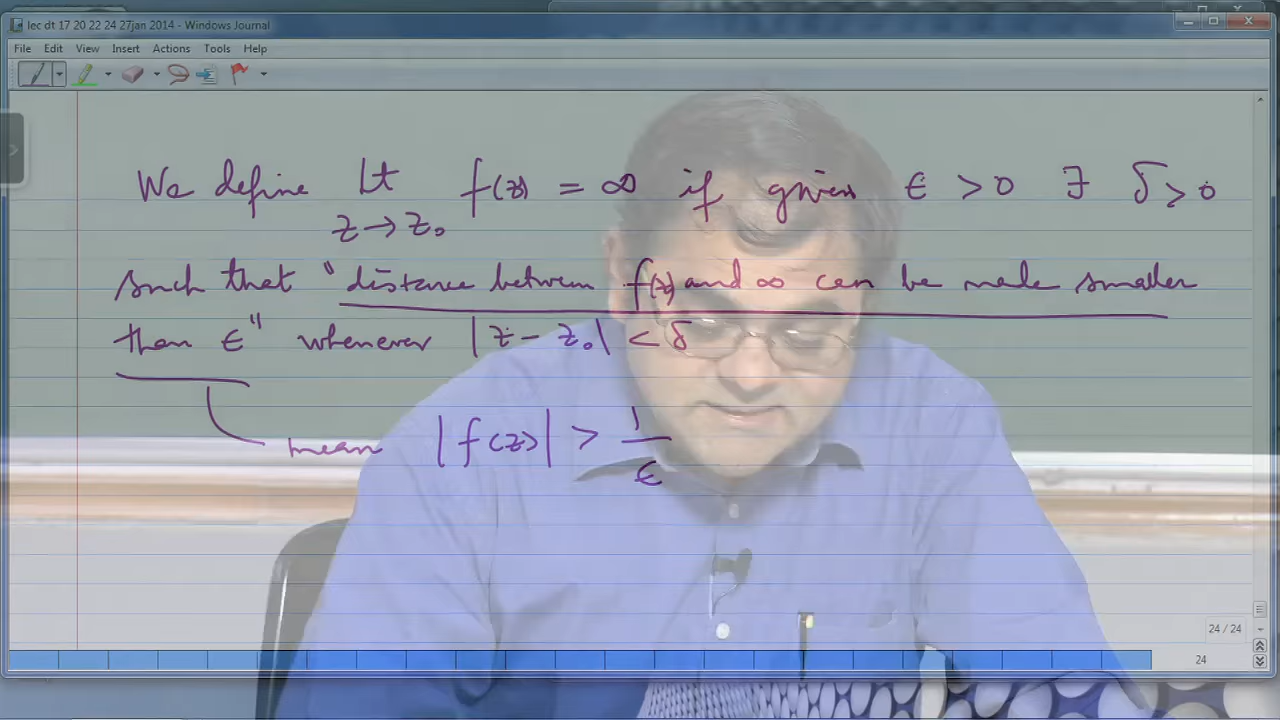 lec dt 17 20 22 24 27jan 2014 - Windows Journal
File Edit View Insert Actions Tools Help
We define Lt f(z) = ∞ if given ϵ > 0 ∃ δ > 0
z → z₀
such that "distance between f(z) and ∞ can be made smaller
than ϵ" whenever |z - z₀| < δ
mean |f(z)| > 1/ϵ
24 / 24
24